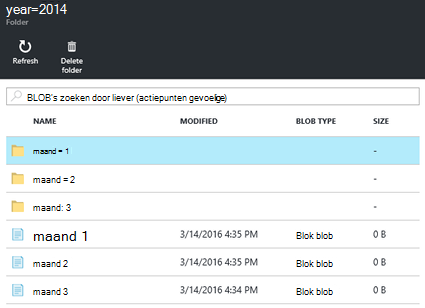 year=2014
Folder
Refresh
Delete folder
BLOB's zoeken door liever (actiepunten gevoelge)
NAME MODIFIED BLOB TYPE SIZE
maand = 1 -
maand = 2 -
maand: 3 -
maand 1 3/14/2016 4:35 PM Blok blob 0 B
maand 2 3/14/2016 4:35 PM Blok blob 0 B
maand 3 3/14/2016 4:34 PM Blok blob 0 B